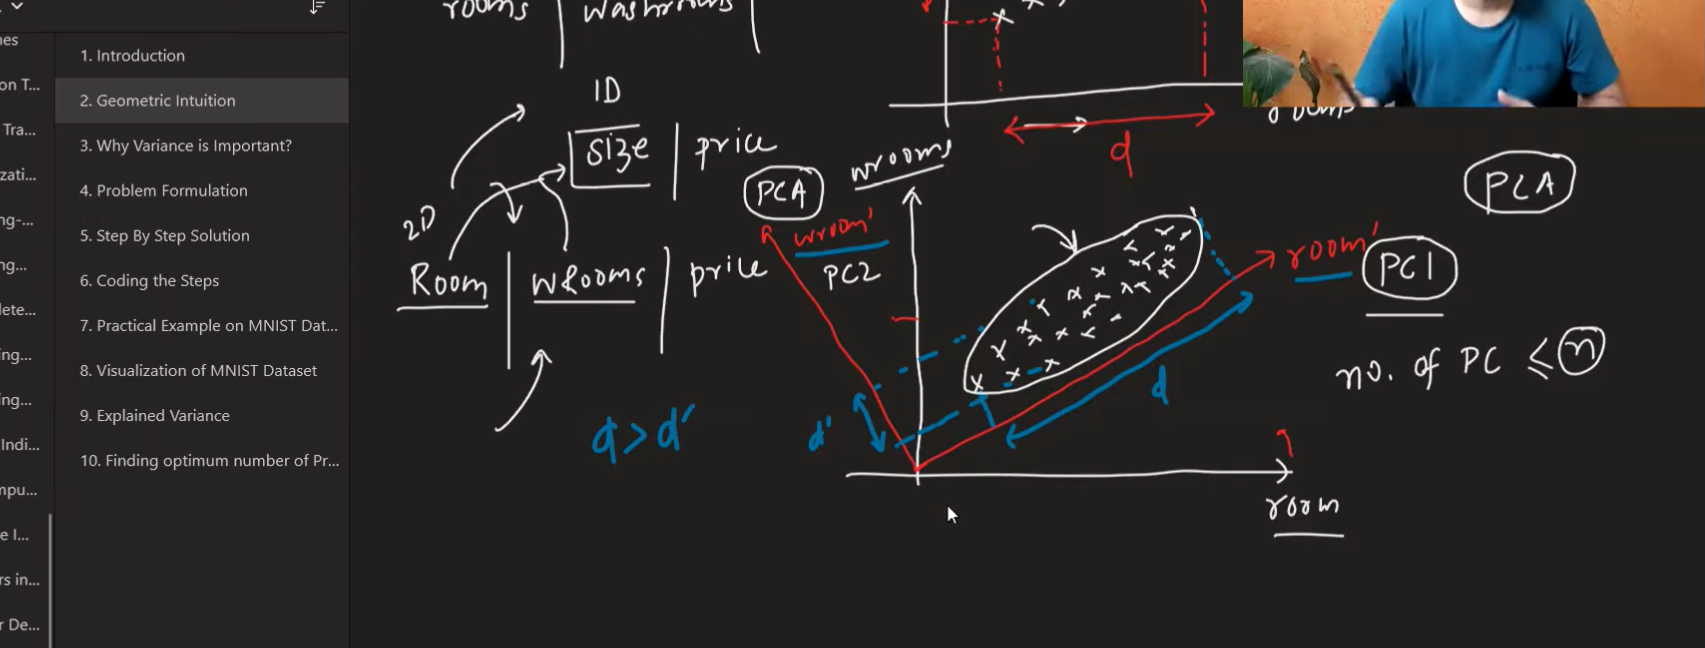 rooms | washrooms |
1. Introduction
2. Geometric Intuition
3. Why Variance is Important?
4. Problem Formulation
5. Step By Step Solution
6. Coding the Steps
7. Practical Example on MNIST Dat...
8. Visualization of MNIST Dataset
9. Explained Variance
10. Finding optimum number of Pr...
nes
on T...
Tra...
zati...
ng-...
ng...
lete...
ing...
ing...
Indi...
mpu...
e I...
rs in...
r De...
1D
Size | price
2D
Room | wRooms | price
d > d'
d
wrooms
PCA
wroom'
PC2
d'
d
room'
PC1
room
PCA
no. of PC ≤ n